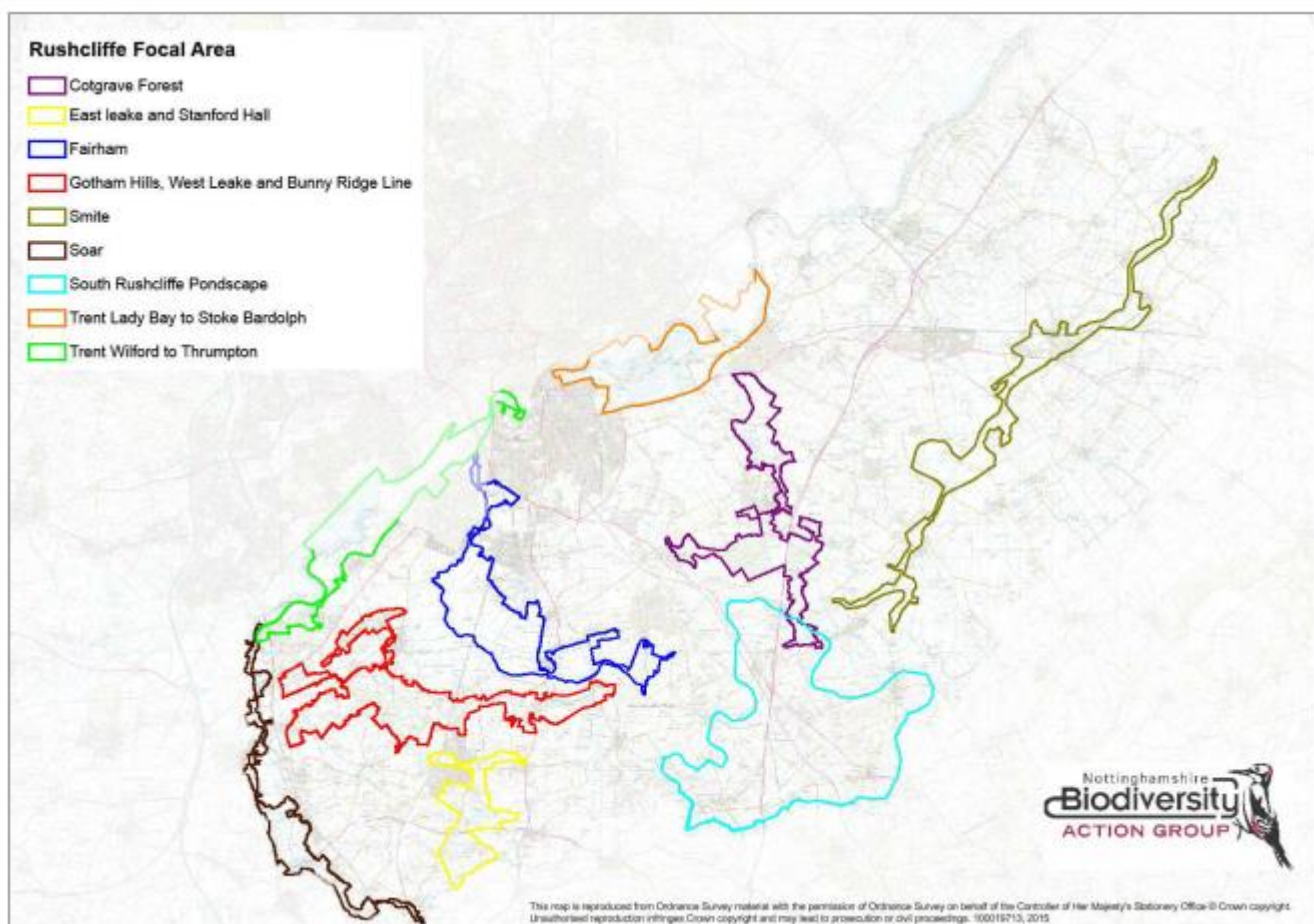 Rushcliffe Focal Area
Cotgrave Forest
East leake and Stanford Hall
Fairham
Gotham Hills, West Leake and Bunny Ridge Line
Smite
Soar
South Rushcliffe Pondscape
Trent Lady Bay to Stoke Bardolph
Trent Wilford to Thrumpton
Nottinghamshire
Biodiversity
ACTION GROUP
This map is reproduced from Ordnance Survey material with the permission of Ordnance Survey on behalf of the Controller of Her Majesty's Stationery Office © Crown copyright.
Unauthorised reproduction infringes Crown copyright and may lead to prosecution or civil proceedings. 100019713, 2015